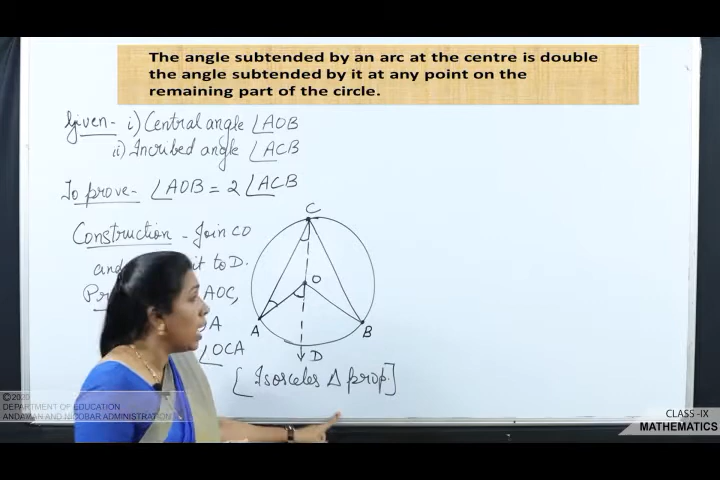 The angle subtended by an arc at the centre is double
the angle subtended by it at any point on the
remaining part of the circle.
Given- i) Central angle ∠AOB
ii) Incribed angle ∠ACB
To prove- ∠AOB = 2 ∠ACB
Construction - Join CO
and it to D.
AOC,
A
∠OCA
[Isosceles Δ prop.]
C
O
A
B
D
©2020
DEPARTMENT OF EDUCATION
ANDAMAN AND NICOBAR ADMINISTRATION
CLASS -IX
MATHEMATICS